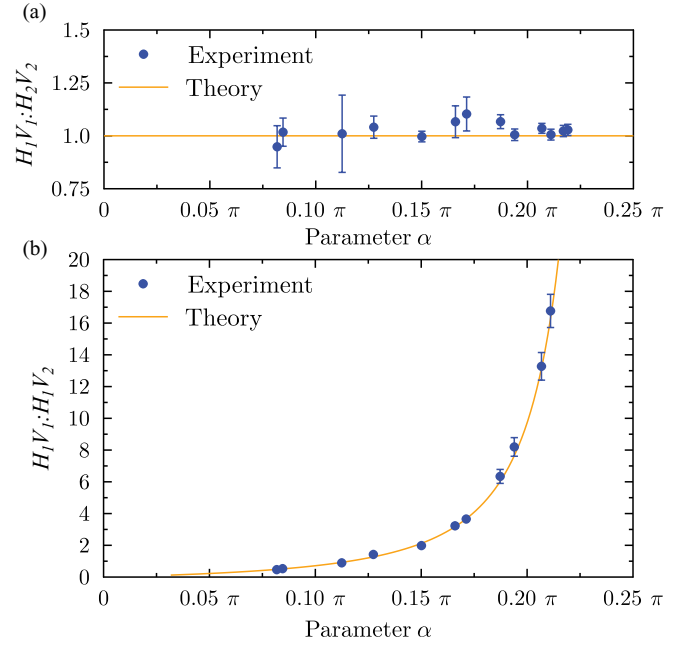 (a)
1.5
1.25
1.0
0.75
H₁V₁:H₂V₂
Experiment
Theory
0 0.05 π 0.10 π 0.15 π 0.20 π 0.25 π
Parameter α
(b)
20
18
16
14
12
10
8
6
4
2
0
H₁V₁:H₁V₂
Experiment
Theory
0 0.05 π 0.10 π 0.15 π 0.20 π 0.25 π
Parameter α